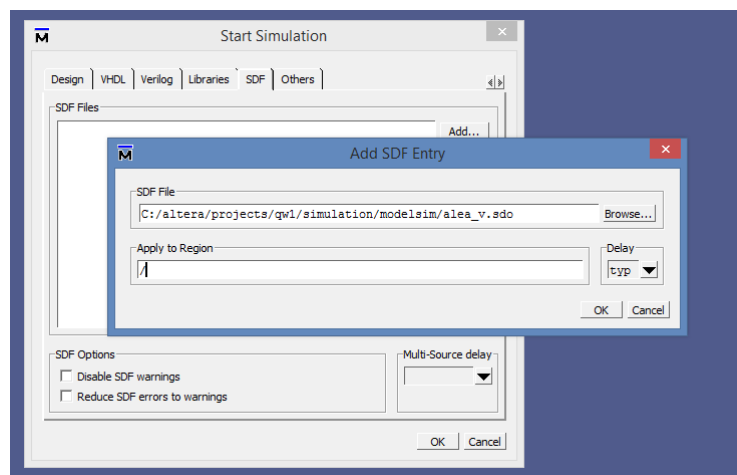 M Start Simulation ×
Design VHDL Verilog Libraries SDF Others
SDF Files
Add...
M Add SDF Entry ×
SDF File
C:/altera/projects/qw1/simulation/modelsim/alea_v.sdo Browse...
Apply to Region Delay
/ typ
OK Cancel
SDF Options Multi-Source delay
Disable SDF warnings
Reduce SDF errors to warnings
OK Cancel